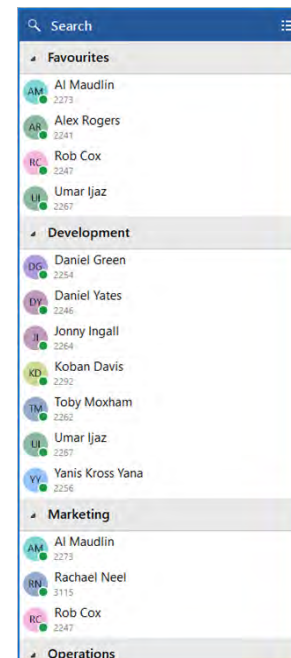 Search
Favourites
AM Al Maudlin
2273
AR Alex Rogers
2241
RC Rob Cox
2247
UI Umar Ijaz
2267
Development
DG Daniel Green
2254
DY Daniel Yates
2246
JI Jonny Ingall
2264
KD Koban Davis
2292
TM Toby Moxham
2262
UI Umar Ijaz
2287
YY Yanis Kross Yana
2256
Marketing
AM Al Maudlin
2273
RN Rachael Neel
3115
RC Rob Cox
2247
Operations